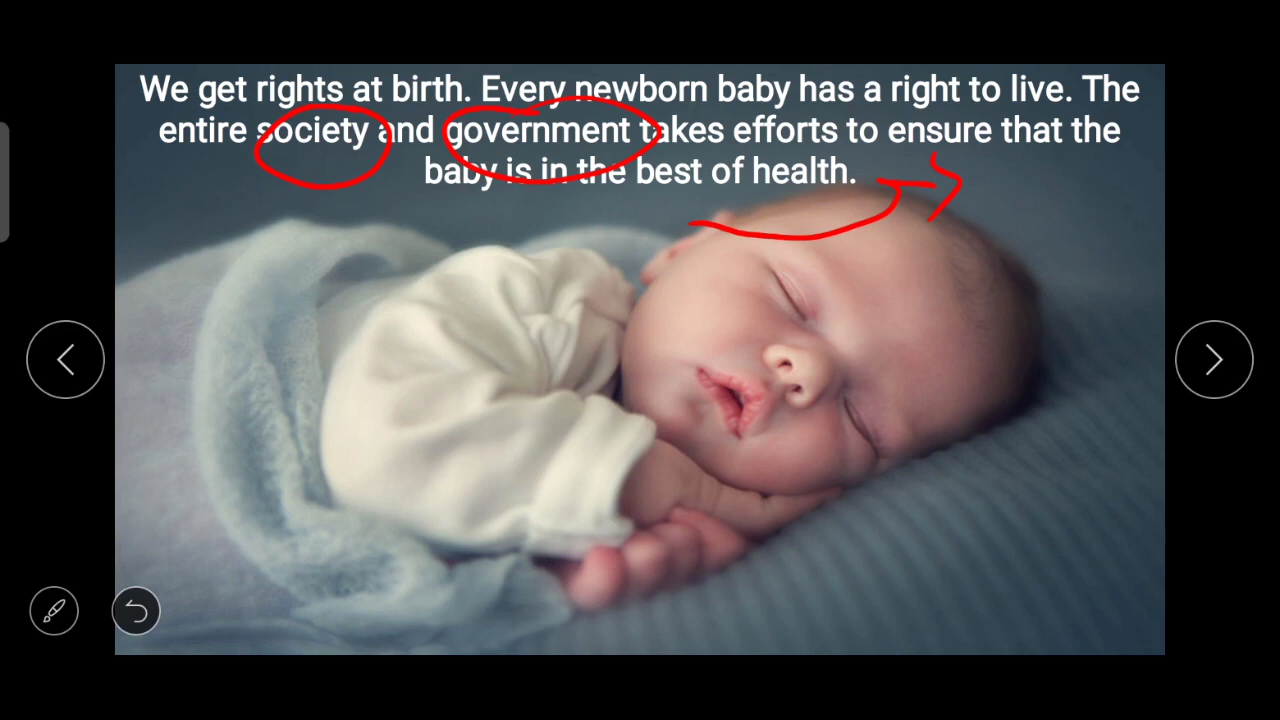 We get rights at birth. Every newborn baby has a right to live. The
entire society and government takes efforts to ensure that the
baby is in the best of health.